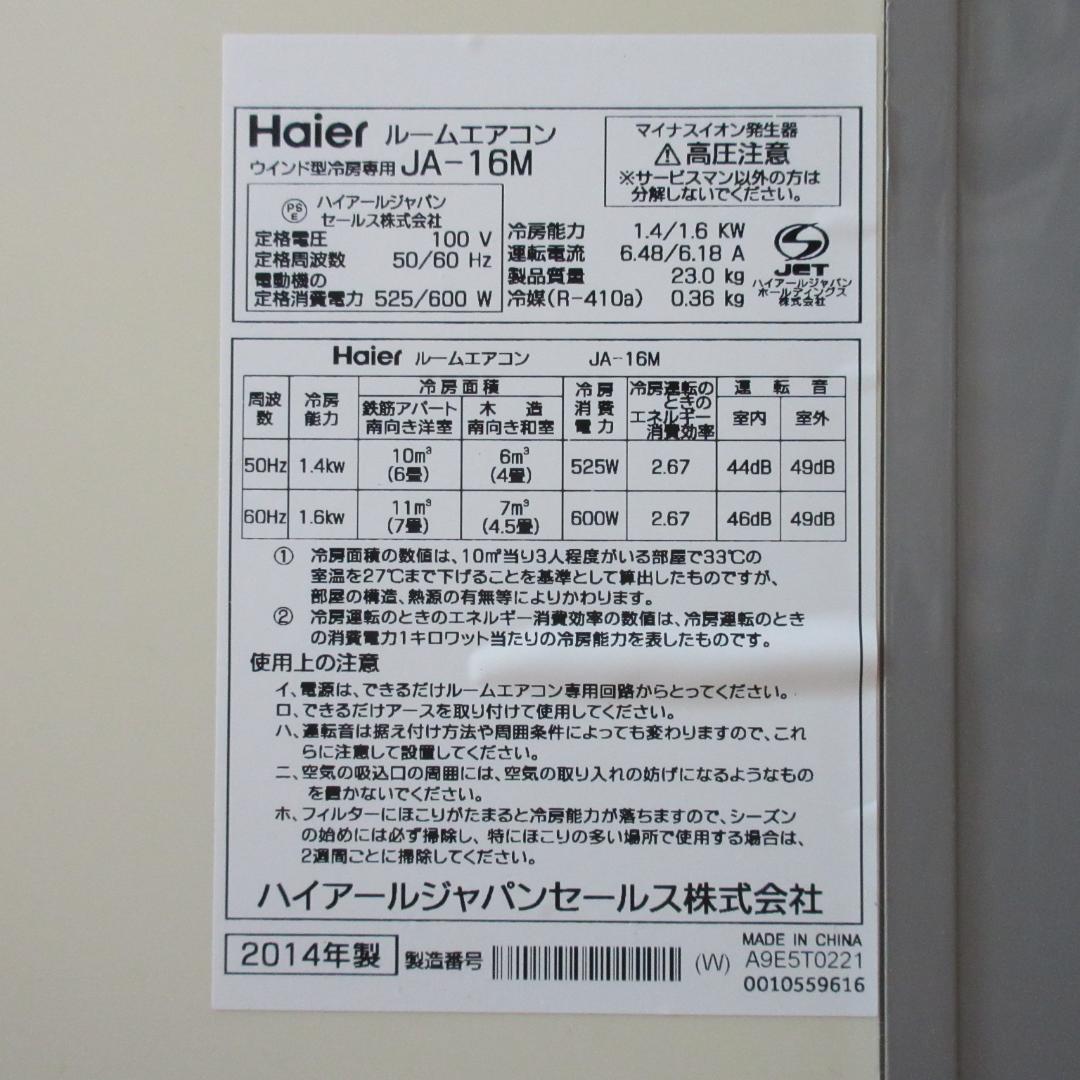 Haier ルームエアコン
ウインド型冷房専用 JA-16M
マイナスイオン発生器
⚠高圧注意
※サービスマン以外の方は
分解しないでください。
PS
E
ハイアールジャパン
セールス株式会社
定格電圧 100 V
定格周波数 50/60 Hz
電動機の
定格消費電力 525/600 W
冷房能力 1.4/1.6 KW
運転電流 6.48/6.18 A
製品質量 23.0 kg
冷媒(R-410a) 0.36 kg
JET
ハイアールジャパン
ホールディングス
株式会社
Haier ルームエアコン JA-16M
周波数 冷房能力 冷房面積 冷房消費電力 冷房運転のときのエネルギー消費効率 運転音
鉄筋アパート南向き洋室 木造南向き和室 室内 室外
50Hz 1.4kw 10m³(6畳) 6m³(4畳) 525W 2.67 44dB 49dB
60Hz 1.6kw 11m³(7畳) 7m³(4.5畳) 600W 2.67 46dB 49dB
① 冷房面積の数値は、10㎡当り3人程度がいる部屋で33℃の
室温を27℃まで下げることを基準として算出したものですが、
部屋の構造、熱源の有無等によりかわります。
② 冷房運転のときのエネルギー消費効率の数値は、冷房運転のとき
の消費電力1キロワット当たりの冷房能力を表したものです。
使用上の注意
イ、電源は、できるだけルームエアコン専用回路からとってください。
ロ、できるだけアースを取り付けて使用してください。
ハ、運転音は据え付け方法や周囲条件によっても変わりますので、これ
らに注意して設置してください。
ニ、空気の吸込口の周囲には、空気の取り入れの妨げになるようなもの
を置かないでください。
ホ、フィルターにほこりがたまると冷房能力が落ちますので、シーズン
の始めには必ず掃除し、特にほこりの多い場所で使用する場合は、
2週間ごとに掃除してください。
ハイアールジャパンセールス株式会社
2014年製 製造番号 (W)
MADE IN CHINA
A9E5T0221
0010559616